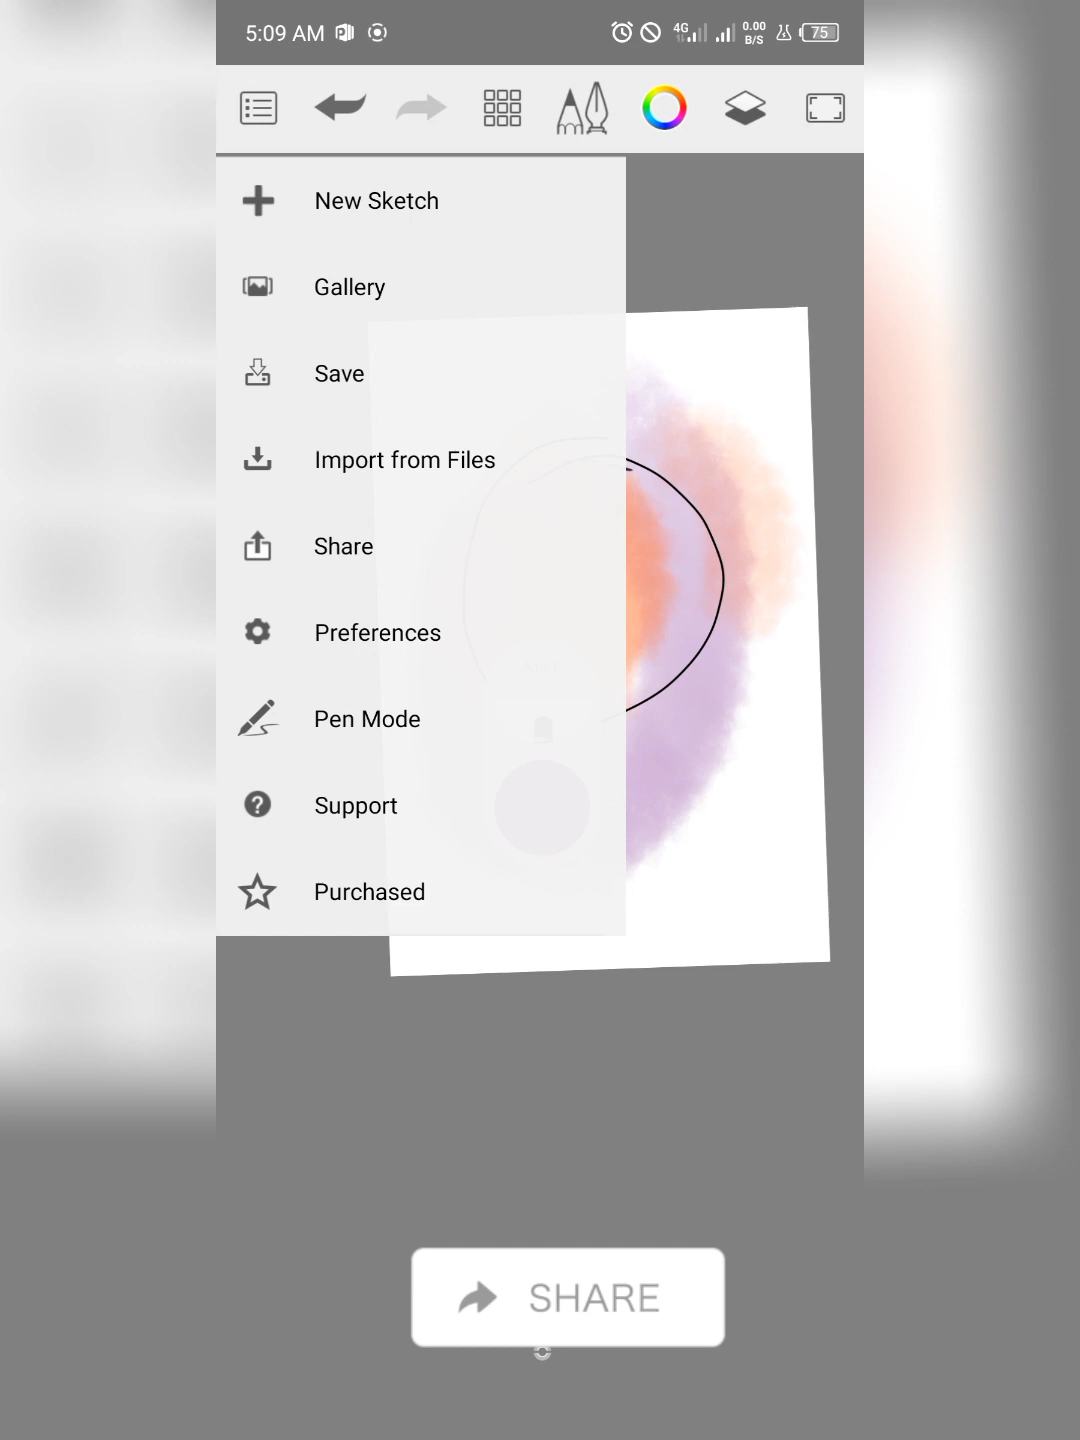 5:09 AM
4G
0.00
B/S
75
New Sketch
Gallery
Save
Import from Files
Share
Preferences
Pen Mode
Support
Purchased
SHARE